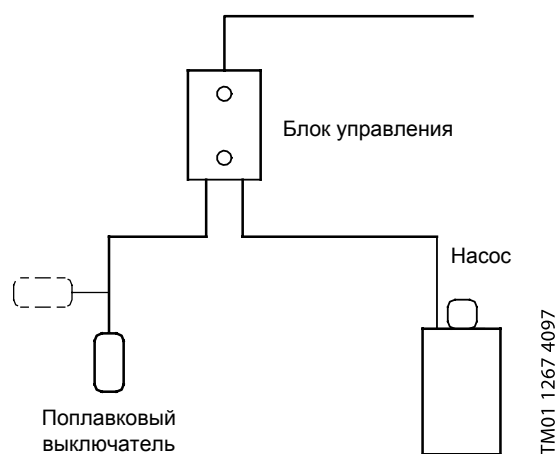 Блок управления
Насос
Поплавковый
выключатель
TM01 1267 4097